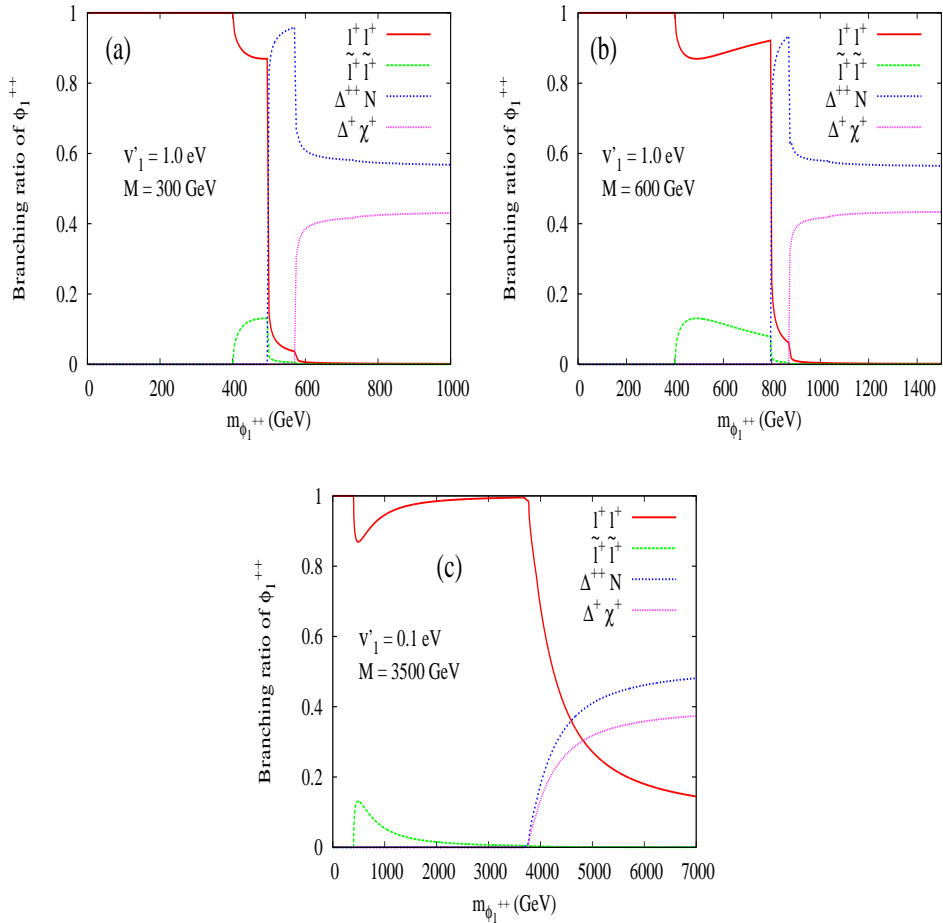 Branching ratio of ϕ₁⁺⁺
1
0.8
0.6
0.4
0.2
0
(a)
l⁺ l⁺
l̃⁺ l̃⁺
Δ⁺⁺ N
Δ⁺ χ⁺
v'₁ = 1.0 eV
M = 300 GeV
0 200 400 600 800 1000
m_ϕ₁⁺⁺ (GeV)
Branching ratio of ϕ₁⁺⁺
1
0.8
0.6
0.4
0.2
0
(b)
l⁺ l⁺
l̃⁺ l̃⁺
Δ⁺⁺ N
Δ⁺ χ⁺
v'₁ = 1.0 eV
M = 600 GeV
0 200 400 600 800 1000 1200 1400
m_ϕ₁⁺⁺ (GeV)
Branching ratio of ϕ₁⁺⁺
1
0.8
0.6
0.4
0.2
0
(c)
l⁺ l⁺
l̃⁺ l̃⁺
Δ⁺⁺ N
Δ⁺ χ⁺
v'₁ = 0.1 eV
M = 3500 GeV
0 1000 2000 3000 4000 5000 6000 7000
m_ϕ₁⁺⁺ (GeV)